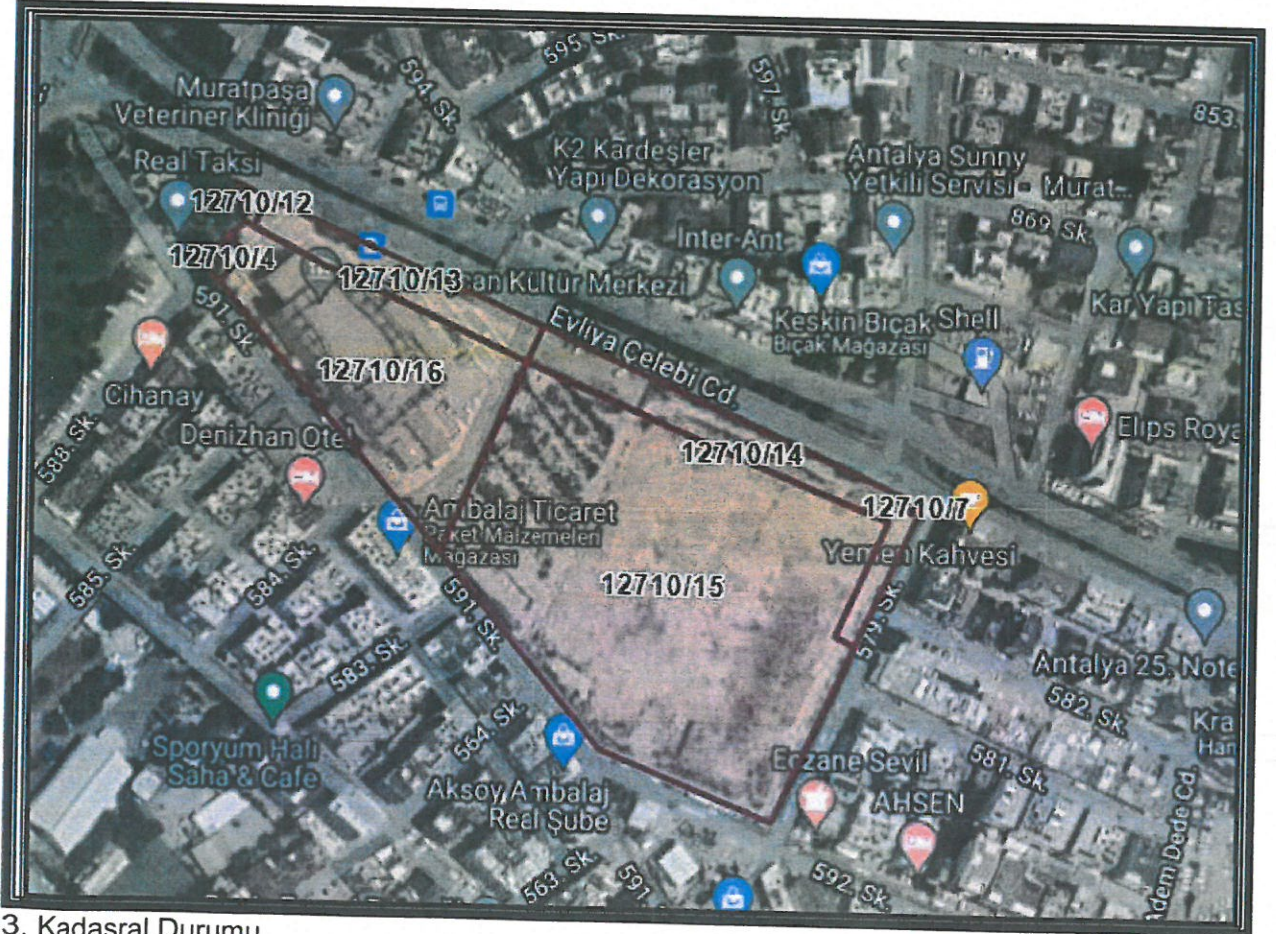 595. Sk.
594. Sk.
597. Sk.
853.
Muratpaşa
Veteriner Kliniği
Real Taksi
K2 Kardeşler
Yapı Dekorasyon
Antalya Sunny
Yetkili Servisi - Murat...
869. Sk.
12710/12
12710/4
12710/13
Kültür Merkezi
Inter-Ant
Keskin Bıçak
Bıçak Mağazası
Shell
Kar Yapı Tas
591. Sk.
Evliya Çelebi Cd.
12710/16
Cihanay
Denizhan Otel
588. Sk.
Elips Roya
12710/14
12710/7
Ambalaj Ticaret
Paket Malzemeleri
Mağazası
Yemen Kahvesi
12710/15
585. Sk.
584. Sk.
591. Sk.
579. Sk.
583. Sk.
Antalya 25. Note
582. Sk.
564. Sk.
Sporyum Halı
Saha & Cafe
Kra
Han
Eczane Sevil
581. Sk.
AHSEN
Aksoy Ambalaj
Real Şube
Adem Dede Cd.
563. Sk.
591.
592. Sk.
3. Kadasral Durumu